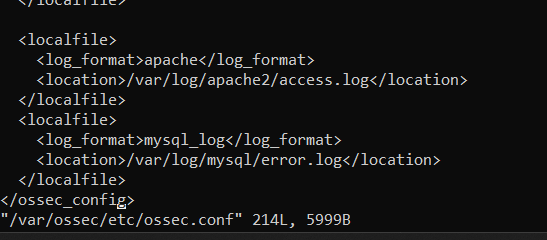 </localfile>
<localfile>
<log_format>apache</log_format>
<location>/var/log/apache2/access.log</location>
</localfile>
<localfile>
<log_format>mysql_log</log_format>
<location>/var/log/mysql/error.log</location>
</localfile>
</ossec_config>
"/var/ossec/etc/ossec.conf" 214L, 5999B